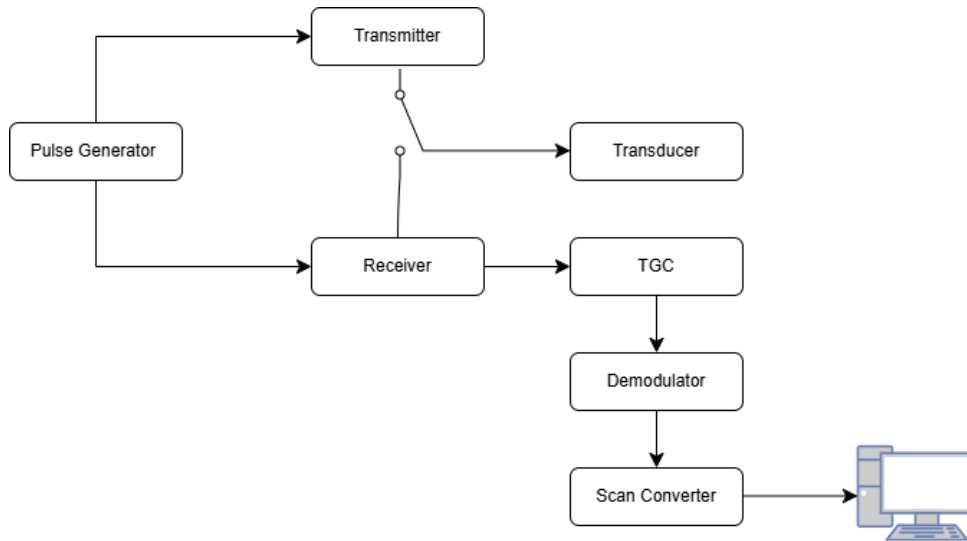 Transmitter
Pulse Generator
Transducer
Receiver
TGC
Demodulator
Scan Converter